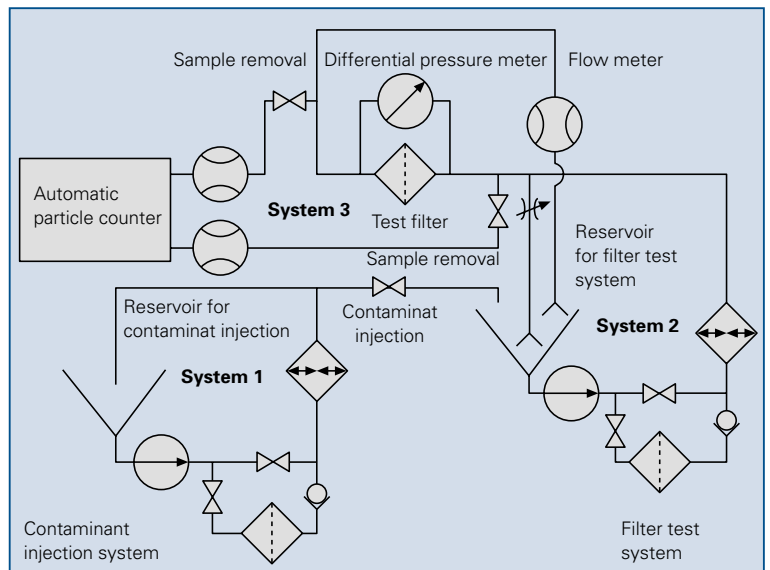 Sample removal
Differential pressure meter
Flow meter
Automatic
particle counter
System 3
Test filter
Sample removal
Reservoir
for filter test
system
Reservoir for
contaminat injection
Contaminat
injection
System 2
System 1
Contaminant
injection system
Filter test
system